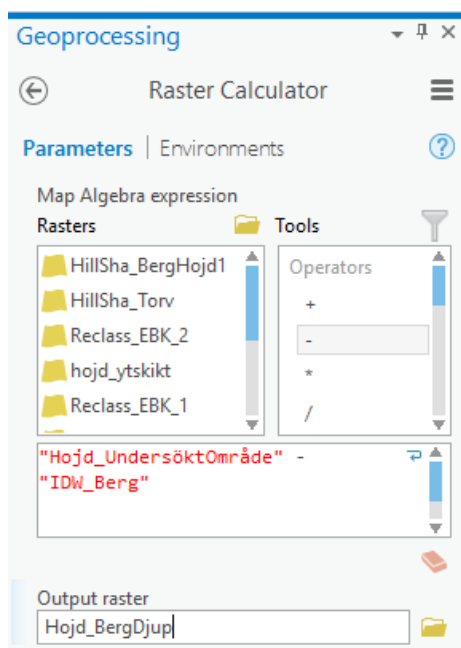 Geoprocessing
Raster Calculator
Parameters | Environments
Map Algebra expression
Rasters
Tools
HillSha_BergHojd1
HillSha_Torv
Reclass_EBK_2
hojd_ytskikt
Reclass_EBK_1
Operators
+
-
*
/
"Hojd_UndersöktOmråde" -
"IDW_Berg"
Output raster
Hojd_BergDjup